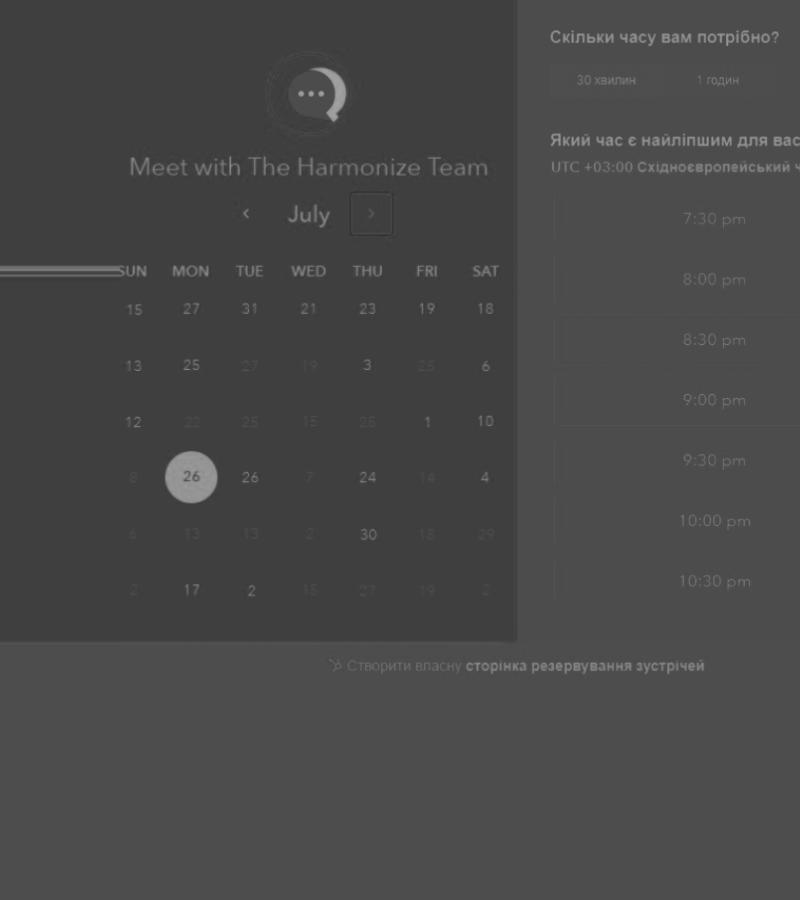 Meet with The Harmonize Team
July
SUN MON TUE WED THU FRI SAT
15 27 31 21 23 19 18
13 25 27 19 3 25 6
12 22 25 15 1 10
8 26 26 7 24 14 4
6 13 13 2 30 18 29
2 17 2 15 27 19 2
Скільки часу вам потрібно?
30 хвилин 1 годин
Який час є найліпшим для вас
UTC +03:00 Східноєвропейський ч
7:30 pm
8:00 pm
8:30 pm
9:00 pm
9:30 pm
10:00 pm
10:30 pm
Створити власну сторінка резервування зустрічей